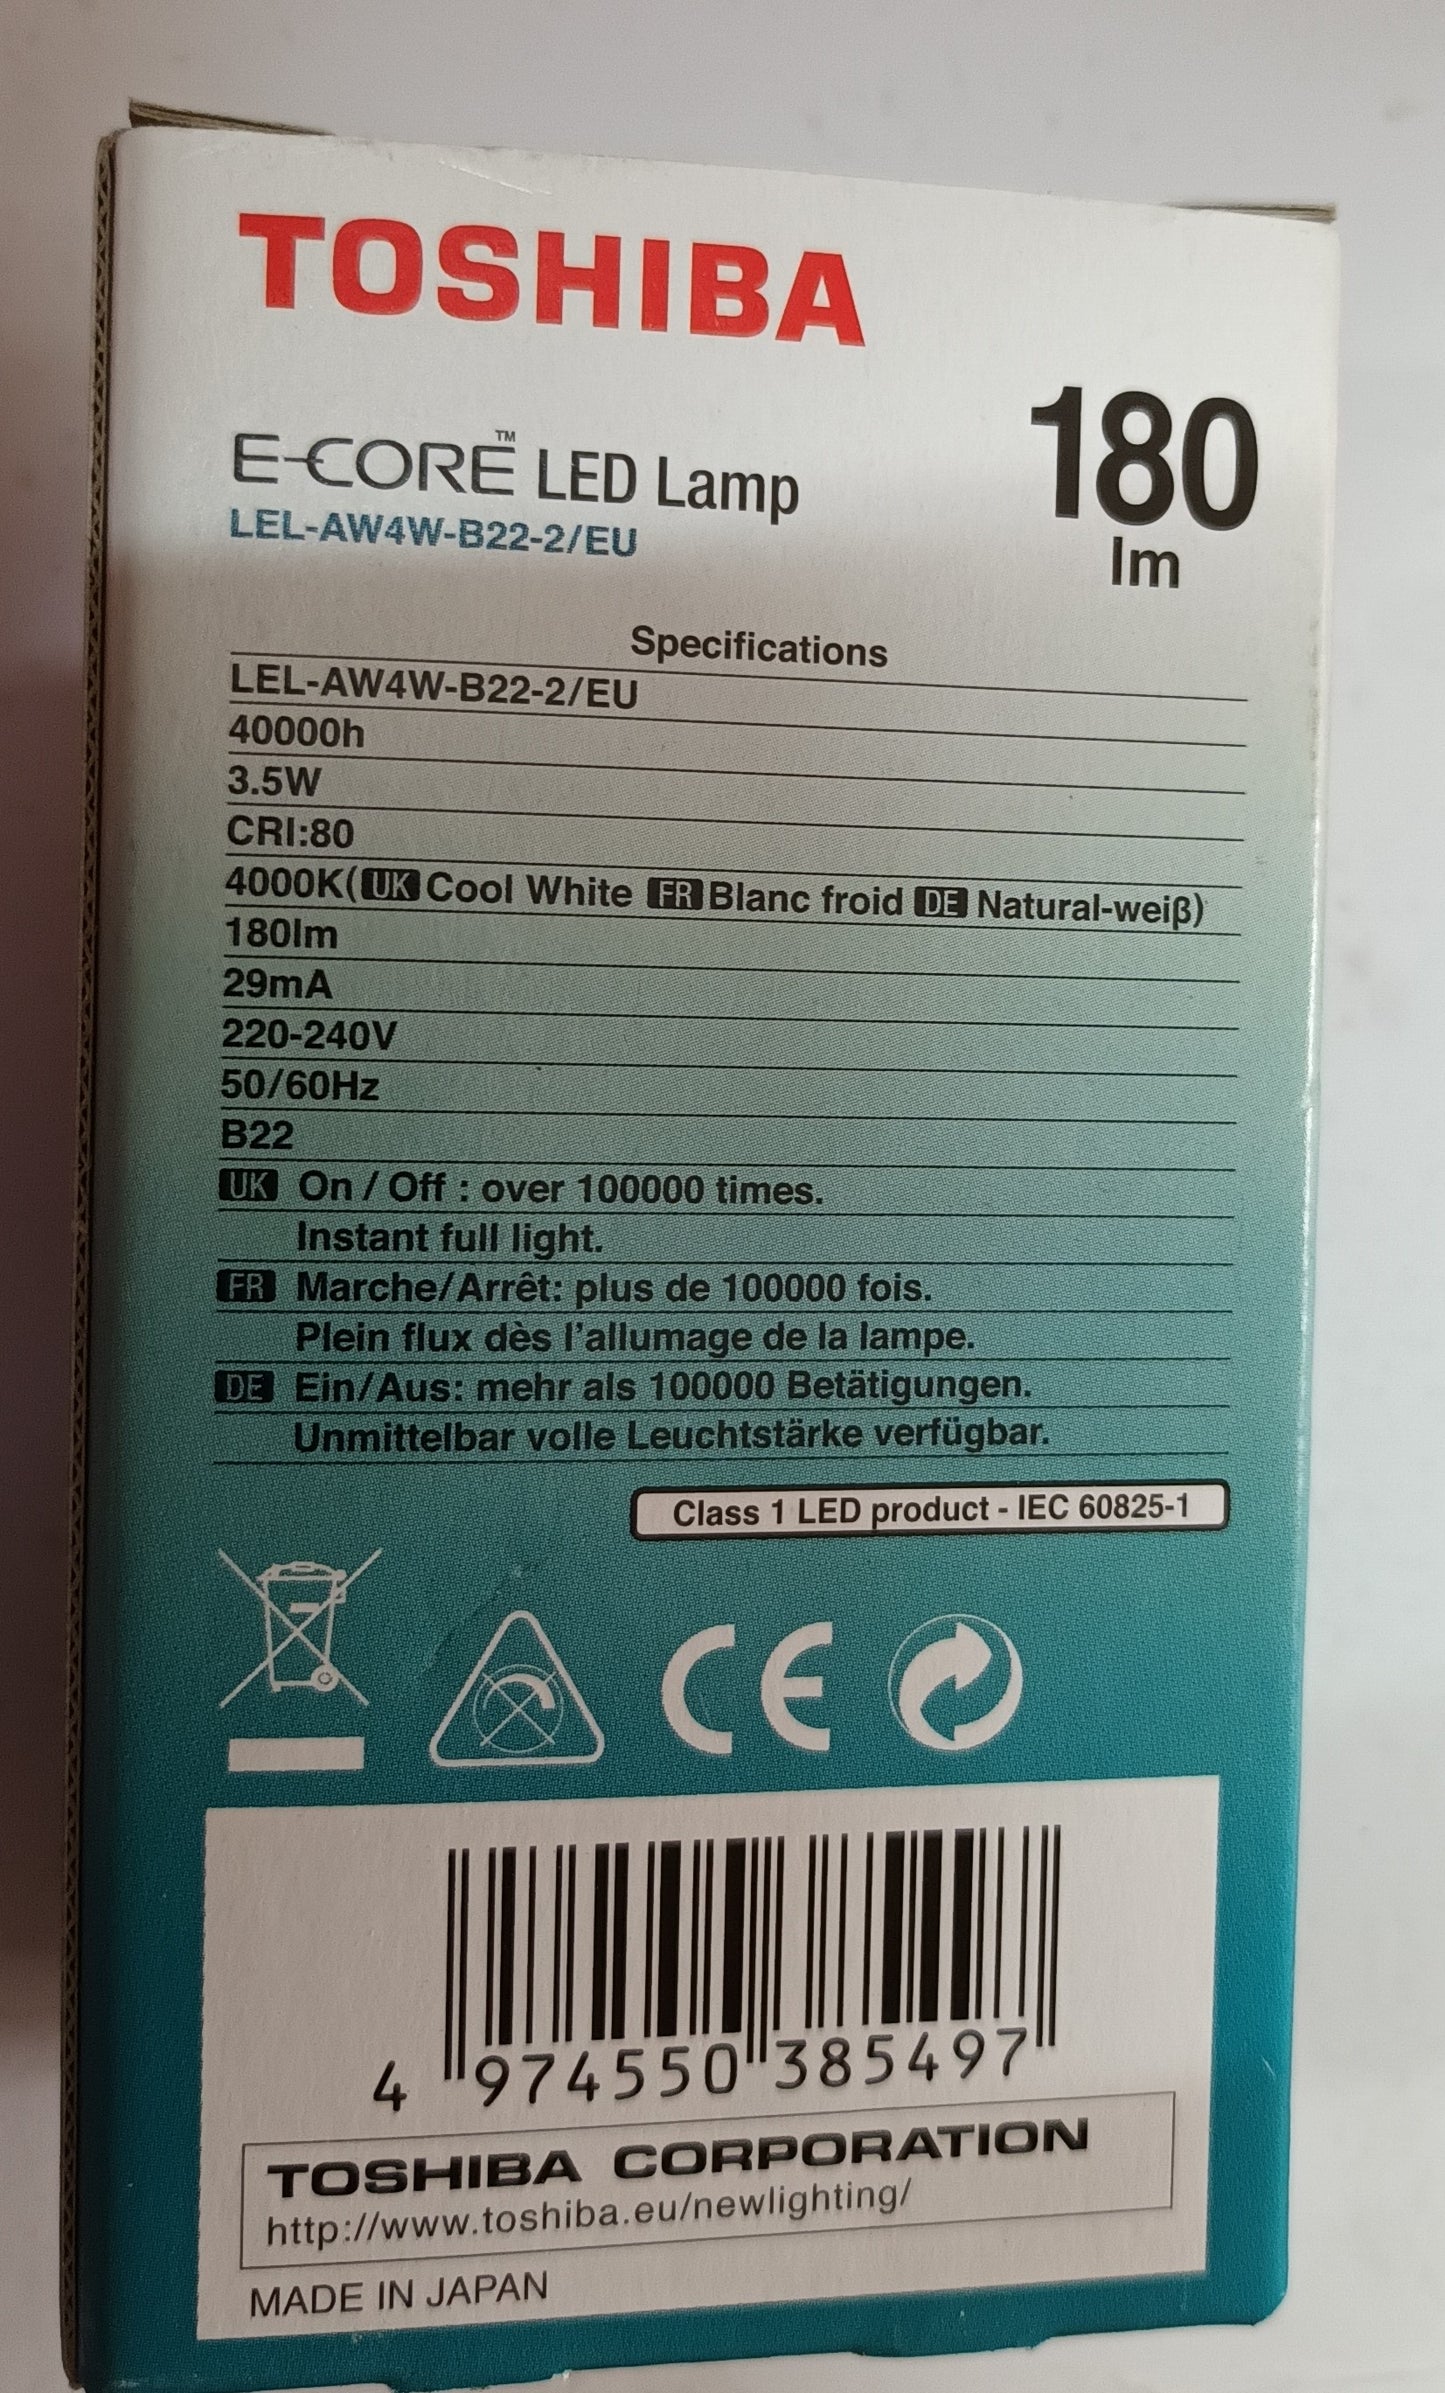 TOSHIBA
E-CORE™ LED Lamp
LEL-AW4W-B22-2/EU
180
lm
Specifications
LEL-AW4W-B22-2/EU
40000h
3.5W
CRI:80
4000K(UK Cool White FR Blanc froid DE Natural-weiß)
180lm
29mA
220-240V
50/60Hz
B22
UK On / Off : over 100000 times.
Instant full light.
FR Marche/Arrêt: plus de 100000 fois.
Plein flux dès l'allumage de la lampe.
DE Ein/Aus: mehr als 100000 Betätigungen.
Unmittelbar volle Leuchtstärke verfügbar.
Class 1 LED product - IEC 60825-1
CE
4 974550 385497
TOSHIBA CORPORATION
http://www.toshiba.eu/newlighting/
MADE IN JAPAN